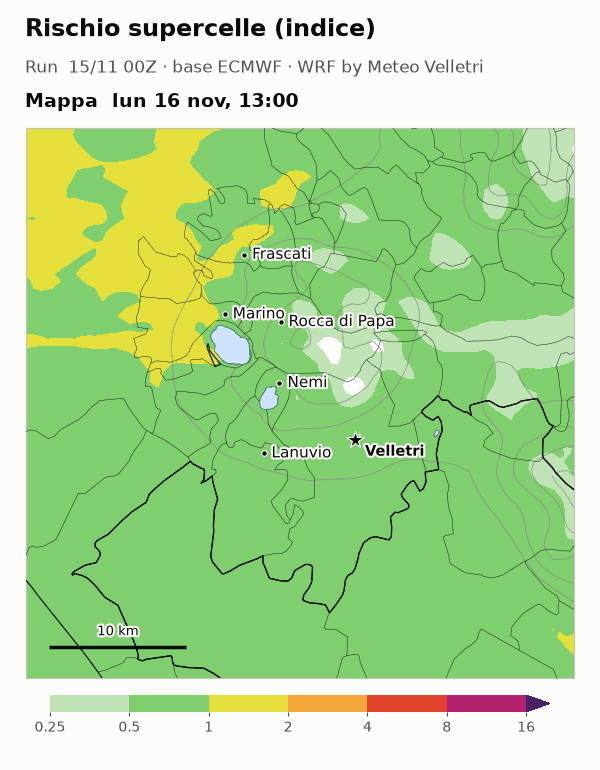 Rischio supercelle (indice)
Run  15/11 00Z · base ECMWF · WRF by Meteo Velletri
Mappa  lun 16 nov, 13:00
Frascati
Marino
Rocca di Papa
Nemi
Velletri
Lanuvio
10 km
0.25 0.5 1 2 4 8 16